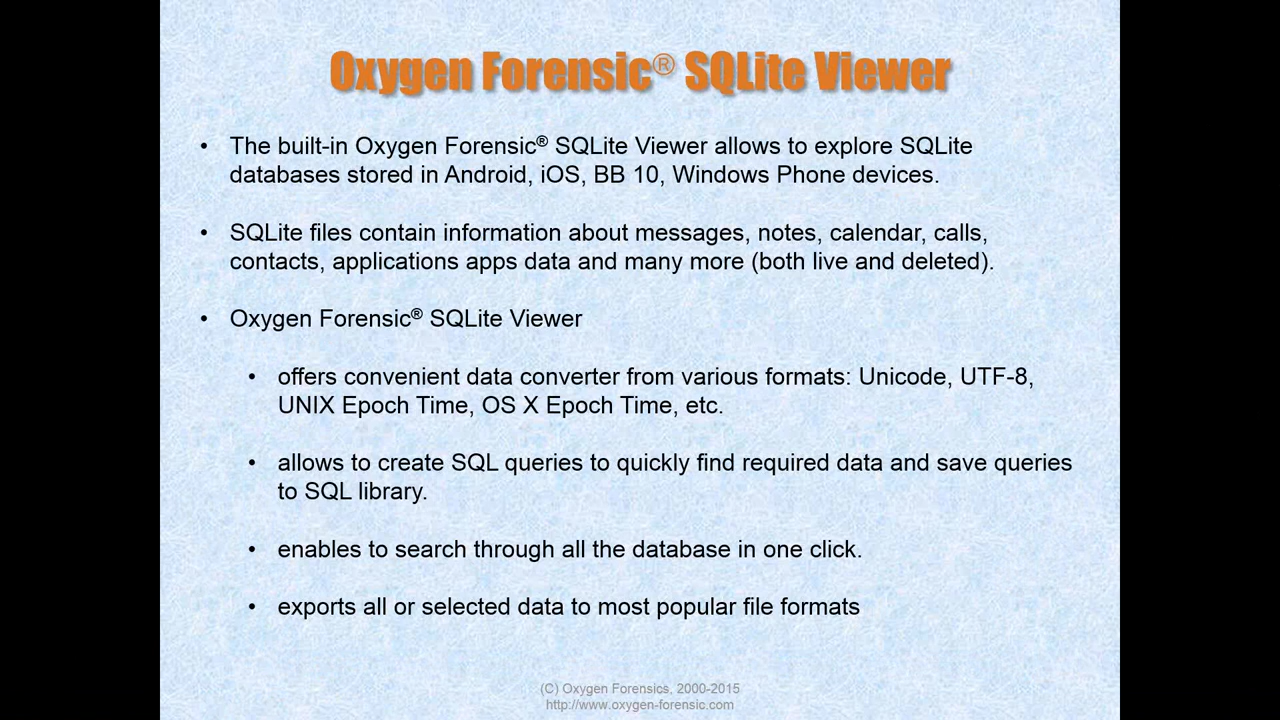 Oxygen Forensic® SQLite Viewer
• The built-in Oxygen Forensic® SQLite Viewer allows to explore SQLite
databases stored in Android, iOS, BB 10, Windows Phone devices.
• SQLite files contain information about messages, notes, calendar, calls,
contacts, applications apps data and many more (both live and deleted).
• Oxygen Forensic® SQLite Viewer
• offers convenient data converter from various formats: Unicode, UTF-8,
UNIX Epoch Time, OS X Epoch Time, etc.
• allows to create SQL queries to quickly find required data and save queries
to SQL library.
• enables to search through all the database in one click.
• exports all or selected data to most popular file formats
(C) Oxygen Forensics, 2000-2015
http://www.oxygen-forensic.com